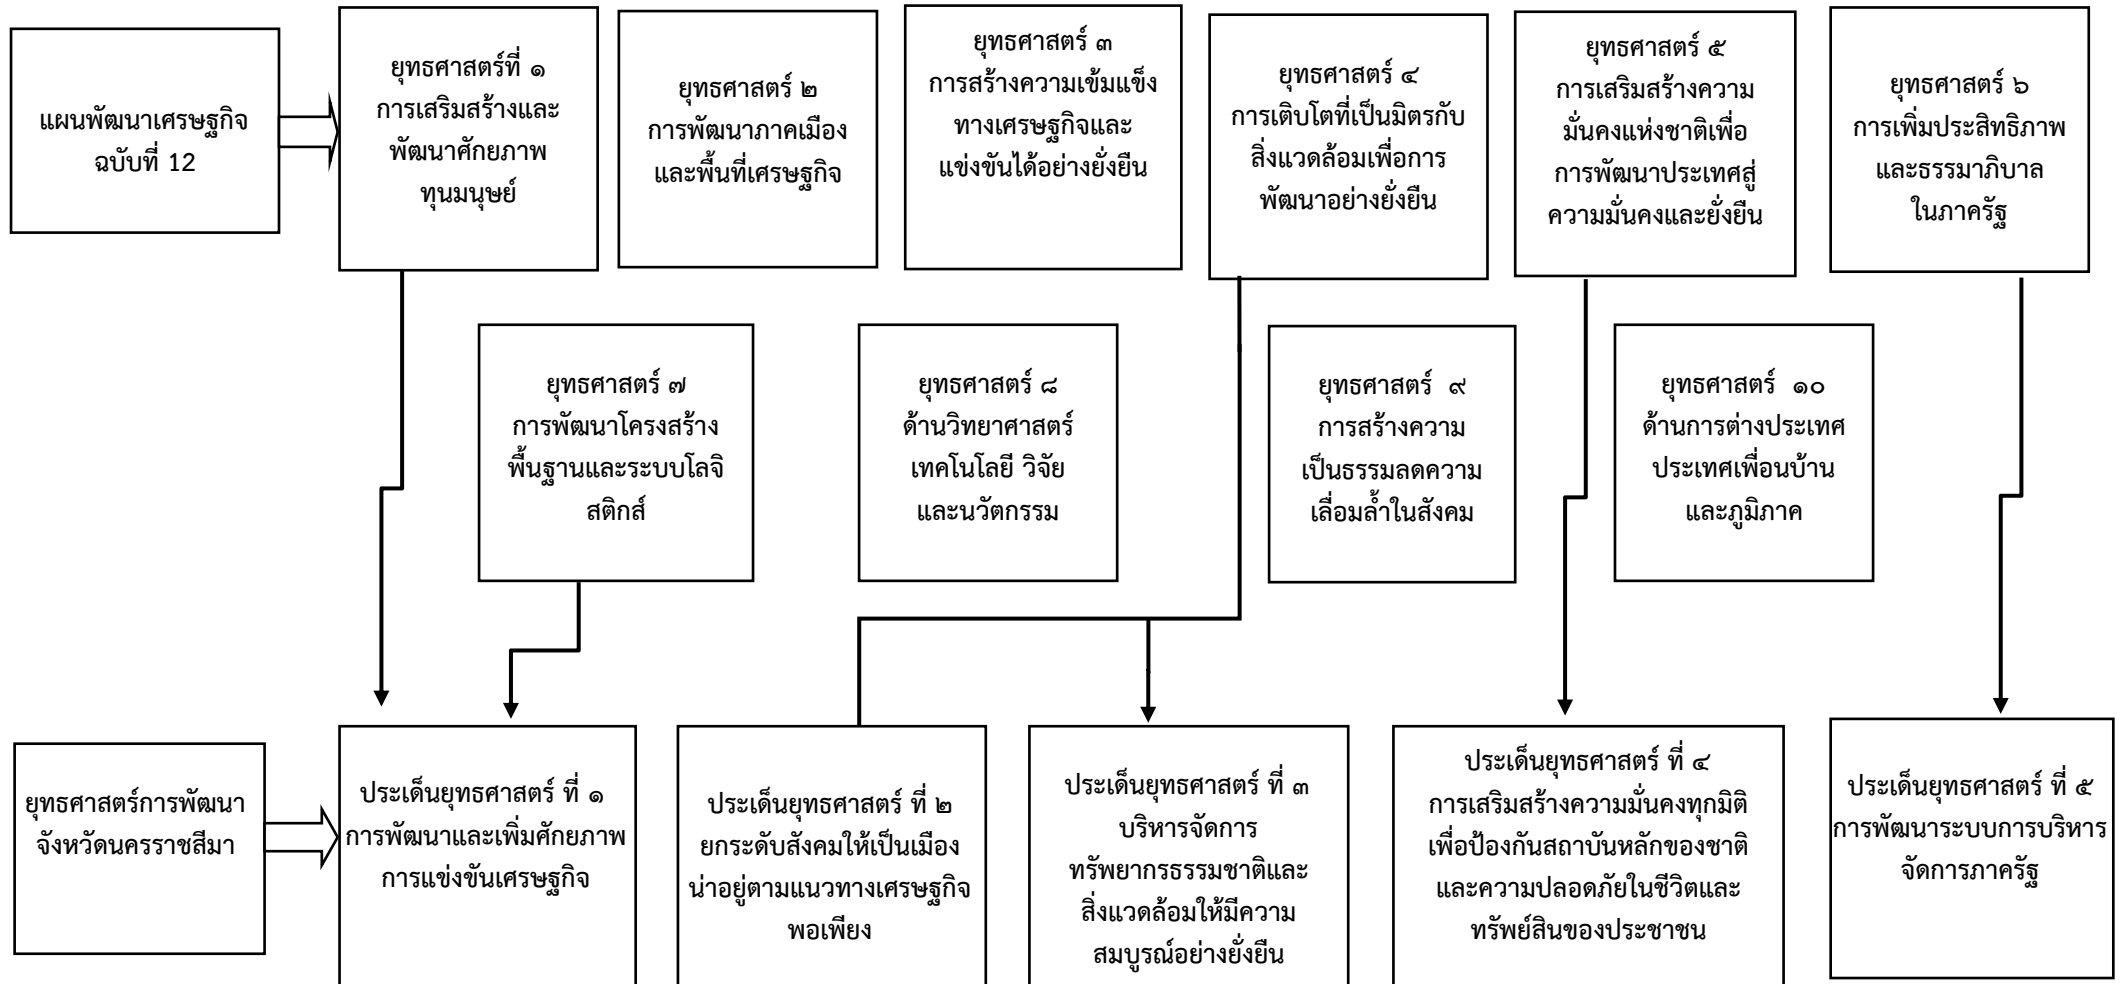 แผนพัฒนาเศรษฐกิจ
ฉบับที่ 12
ยุทธศาสตร์ที่ ๑
การเสริมสร้างและ
พัฒนาศักยภาพ
ทุนมนุษย์
ยุทธศาสตร์ ๒
การพัฒนาภาคเมือง
และพื้นที่เศรษฐกิจ
ยุทธศาสตร์ ๓
การสร้างความเข้มแข็ง
ทางเศรษฐกิจและ
แข่งขันได้อย่างยั่งยืน
ยุทธศาสตร์ ๔
การเติบโตที่เป็นมิตรกับ
สิ่งแวดล้อมเพื่อการ
พัฒนาอย่างยั่งยืน
ยุทธศาสตร์ ๕
การเสริมสร้างความ
มั่นคงแห่งชาติเพื่อ
การพัฒนาประเทศสู่
ความมั่นคงและยั่งยืน
ยุทธศาสตร์ ๖
การเพิ่มประสิทธิภาพ
และธรรมาภิบาล
ในภาครัฐ
ยุทธศาสตร์ ๗
การพัฒนาโครงสร้าง
พื้นฐานและระบบโลจิ
สติกส์
ยุทธศาสตร์ ๘
ด้านวิทยาศาสตร์
เทคโนโลยี วิจัย
และนวัตกรรม
ยุทธศาสตร์ ๙
การสร้างความ
เป็นธรรมลดความ
เลื่อมล้ำในสังคม
ยุทธศาสตร์ ๑๐
ด้านการต่างประเทศ
ประเทศเพื่อนบ้าน
และภูมิภาค
ยุทธศาสตร์การพัฒนา
จังหวัดนครราชสีมา
ประเด็นยุทธศาสตร์ ที่ ๑
การพัฒนาและเพิ่มศักยภาพ
การแข่งขันเศรษฐกิจ
ประเด็นยุทธศาสตร์ ที่ ๒
ยกระดับสังคมให้เป็นเมือง
น่าอยู่ตามแนวทางเศรษฐกิจ
พอเพียง
ประเด็นยุทธศาสตร์ ที่ ๓
บริหารจัดการ
ทรัพยากรธรรมชาติและ
สิ่งแวดล้อมให้มีความ
สมบูรณ์อย่างยั่งยืน
ประเด็นยุทธศาสตร์ ที่ ๔
การเสริมสร้างความมั่นคงทุกมิติ
เพื่อป้องกันสถาบันหลักของชาติ
และความปลอดภัยในชีวิตและ
ทรัพย์สินของประชาชน
ประเด็นยุทธศาสตร์ ที่ ๕
การพัฒนาระบบการบริหาร
จัดการภาครัฐ